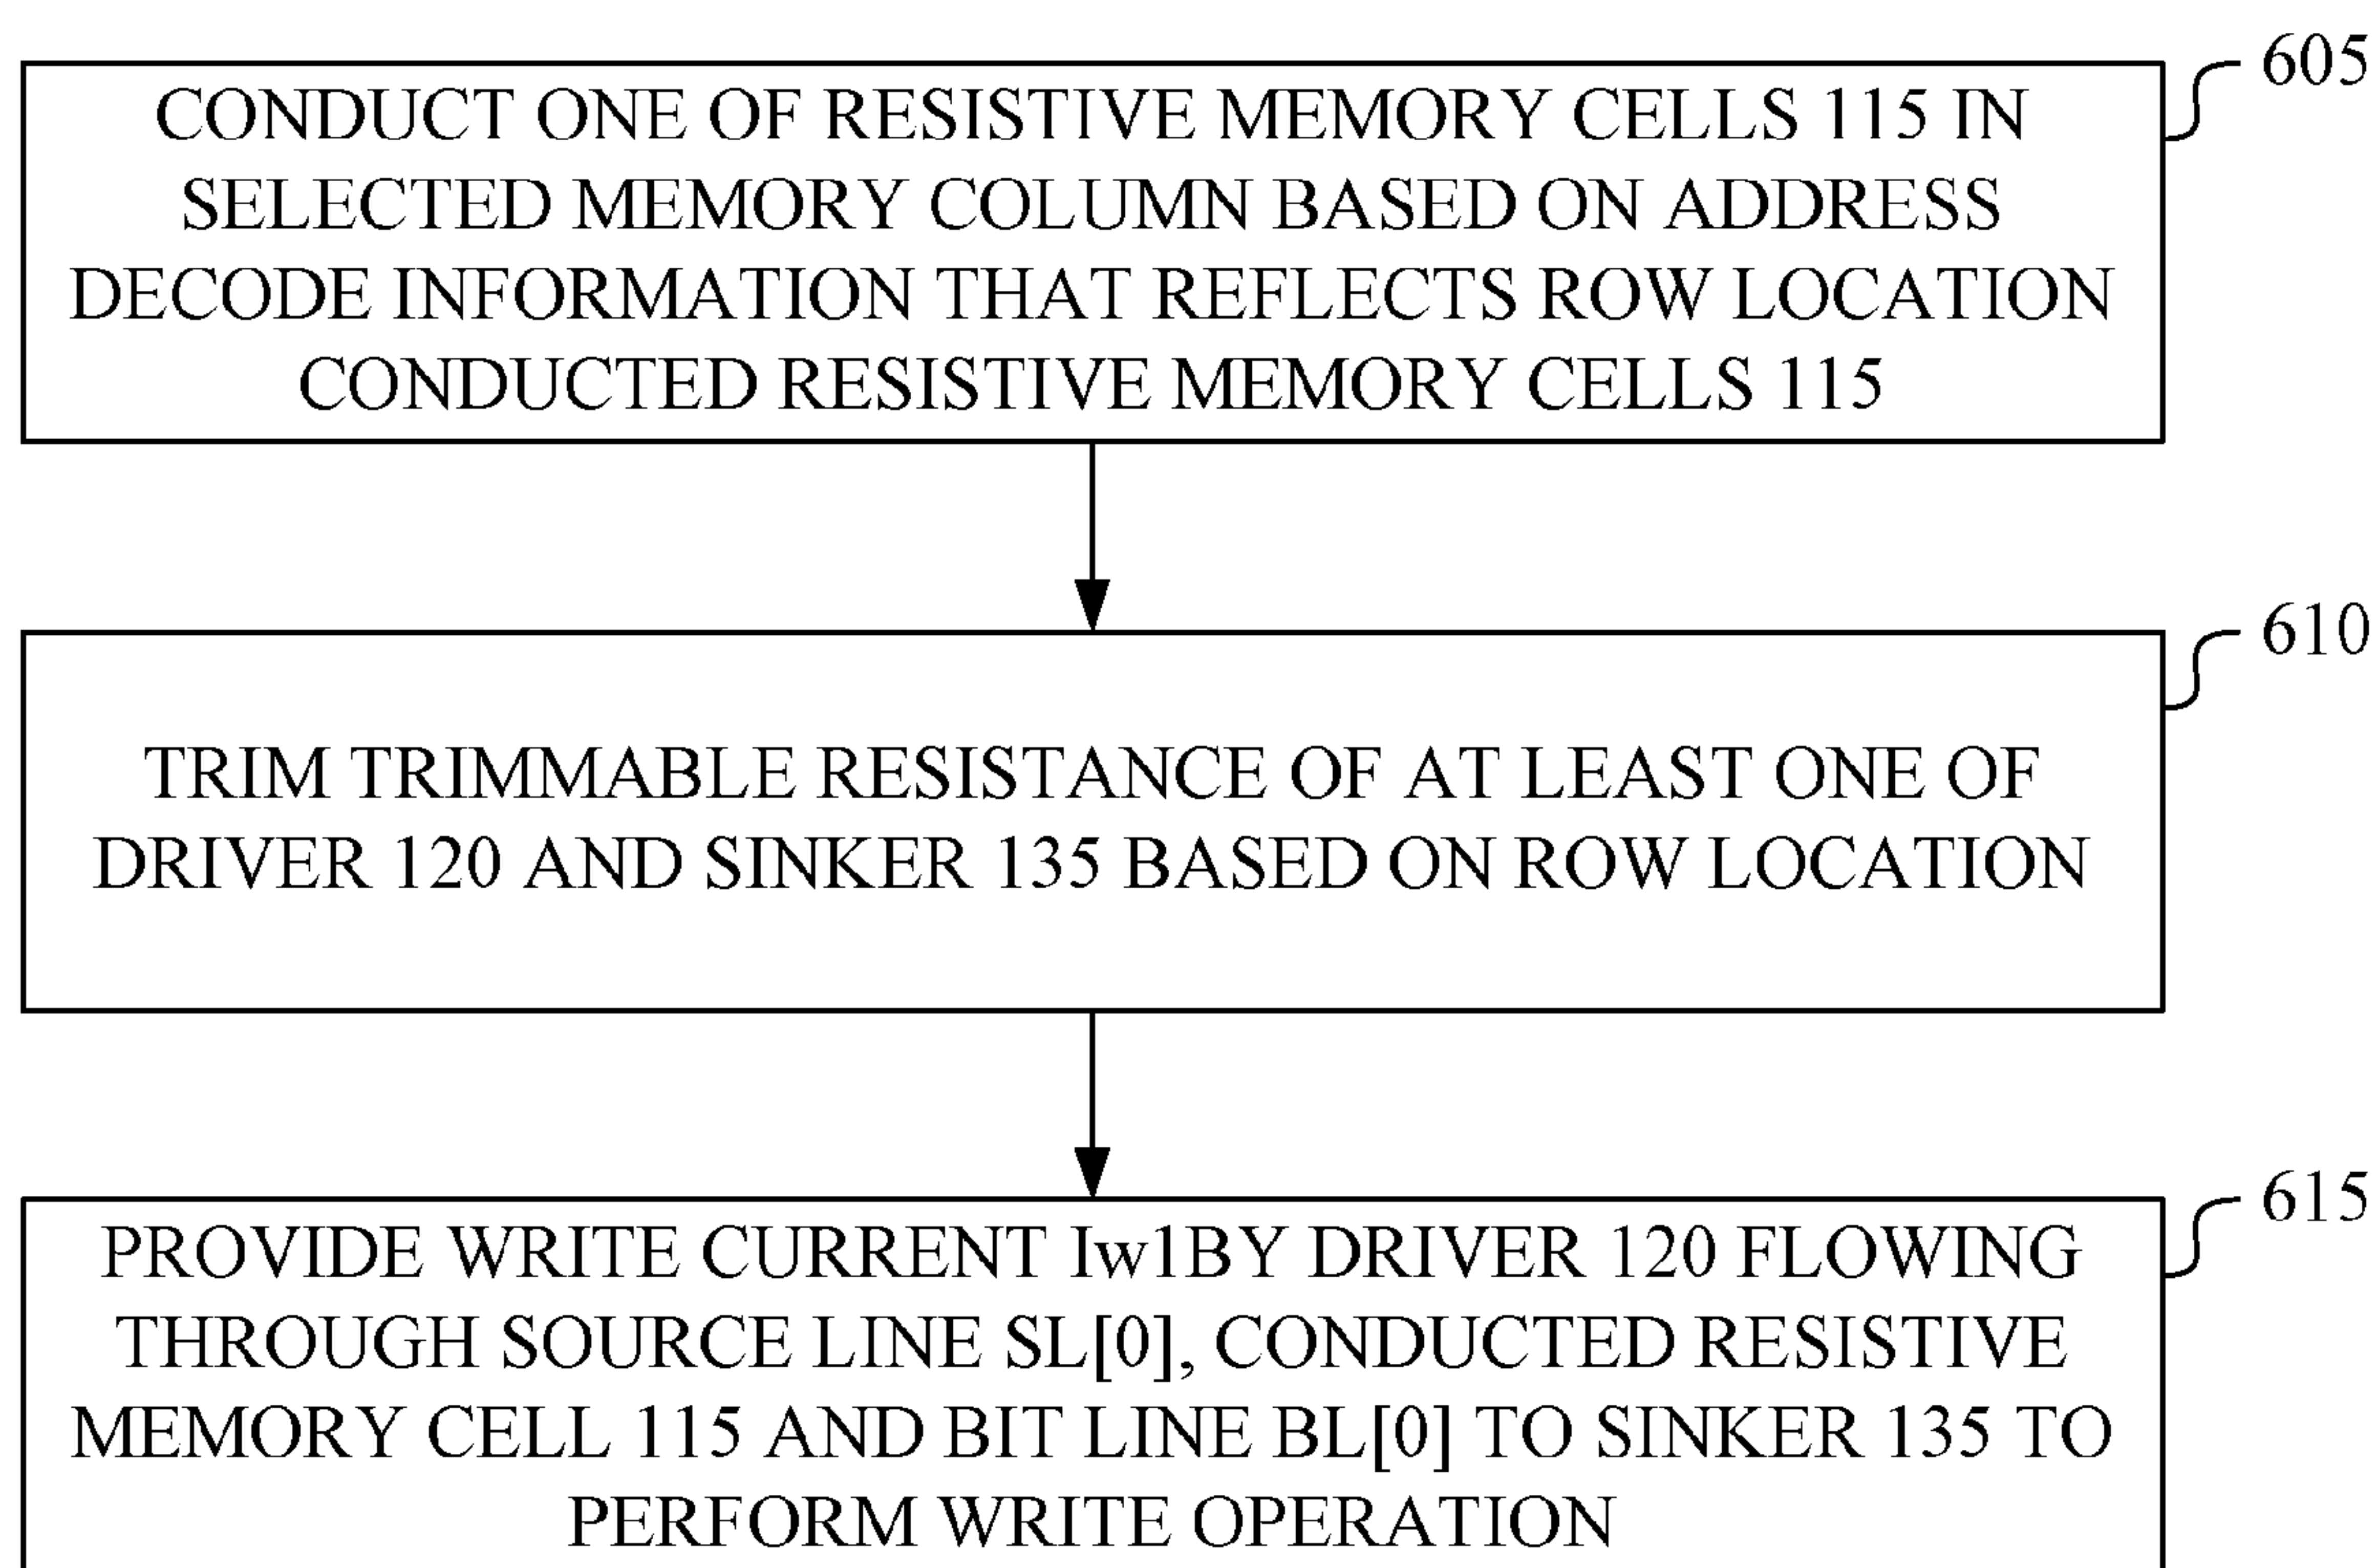 605
CONDUCT ONE OF RESISTIVE MEMORY CELLS 115 IN
SELECTED MEMORY COLUMN BASED ON ADDRESS
DECODE INFORMATION THAT REFLECTS ROW LOCATION
CONDUCTED RESISTIVE MEMORY CELLS 115
610
TRIM TRIMMABLE RESISTANCE OF AT LEAST ONE OF
DRIVER 120 AND SINKER 135 BASED ON ROW LOCATION
615
PROVIDE WRITE CURRENT Iw1BY DRIVER 120 FLOWING
THROUGH SOURCE LINE SL[0], CONDUCTED RESISTIVE
MEMORY CELL 115 AND BIT LINE BL[0] TO SINKER 135 TO
PERFORM WRITE OPERATION